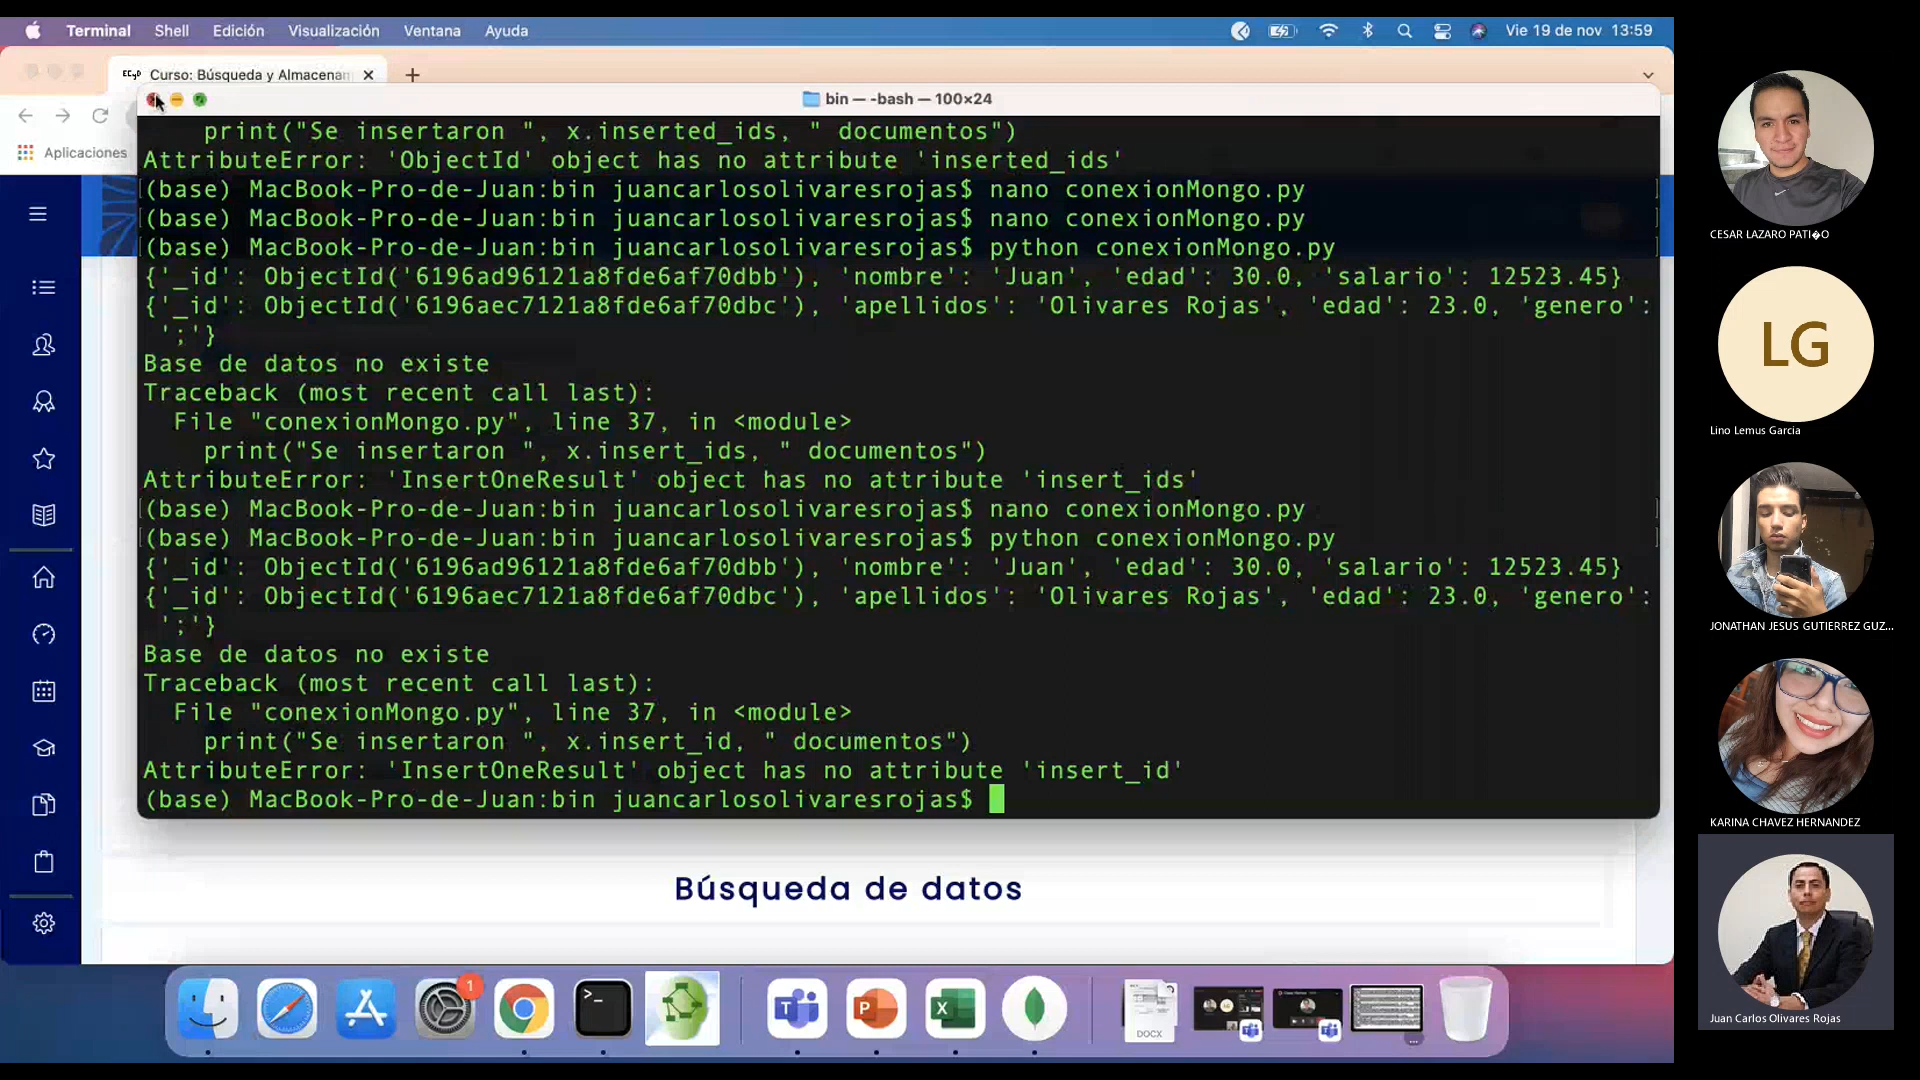 Terminal Shell Edición Visualización Ventana Ayuda Vie 19 de nov 13:59
ECyD Curso: Búsqueda y Almacenam
bin — -bash — 100×24
Aplicaciones
print("Se insertaron ", x.inserted_ids, " documentos")
AttributeError: 'ObjectId' object has no attribute 'inserted_ids'
[(base) MacBook-Pro-de-Juan:bin juancarlosolivaresrojas$ nano conexionMongo.py ]
[(base) MacBook-Pro-de-Juan:bin juancarlosolivaresrojas$ nano conexionMongo.py ]
[(base) MacBook-Pro-de-Juan:bin juancarlosolivaresrojas$ python conexionMongo.py ]
{'_id': ObjectId('6196ad96121a8fde6af70dbb'), 'nombre': 'Juan', 'edad': 30.0, 'salario': 12523.45}
{'_id': ObjectId('6196aec7121a8fde6af70dbc'), 'apellidos': 'Olivares Rojas', 'edad': 23.0, 'genero':
';'}
Base de datos no existe
Traceback (most recent call last):
File "conexionMongo.py", line 37, in <module>
print("Se insertaron ", x.insert_ids, " documentos")
AttributeError: 'InsertOneResult' object has no attribute 'insert_ids'
[(base) MacBook-Pro-de-Juan:bin juancarlosolivaresrojas$ nano conexionMongo.py ]
[(base) MacBook-Pro-de-Juan:bin juancarlosolivaresrojas$ python conexionMongo.py ]
{'_id': ObjectId('6196ad96121a8fde6af70dbb'), 'nombre': 'Juan', 'edad': 30.0, 'salario': 12523.45}
{'_id': ObjectId('6196aec7121a8fde6af70dbc'), 'apellidos': 'Olivares Rojas', 'edad': 23.0, 'genero':
';'}
Base de datos no existe
Traceback (most recent call last):
File "conexionMongo.py", line 37, in <module>
print("Se insertaron ", x.insert_id, " documentos")
AttributeError: 'InsertOneResult' object has no attribute 'insert_id'
(base) MacBook-Pro-de-Juan:bin juancarlosolivaresrojas$
Búsqueda de datos
1
DOCX
CESAR LAZARO PATI�O
LG
Lino Lemus Garcia
JONATHAN JESUS GUTIERREZ GUZ...
KARINA CHAVEZ HERNANDEZ
Juan Carlos Olivares Rojas